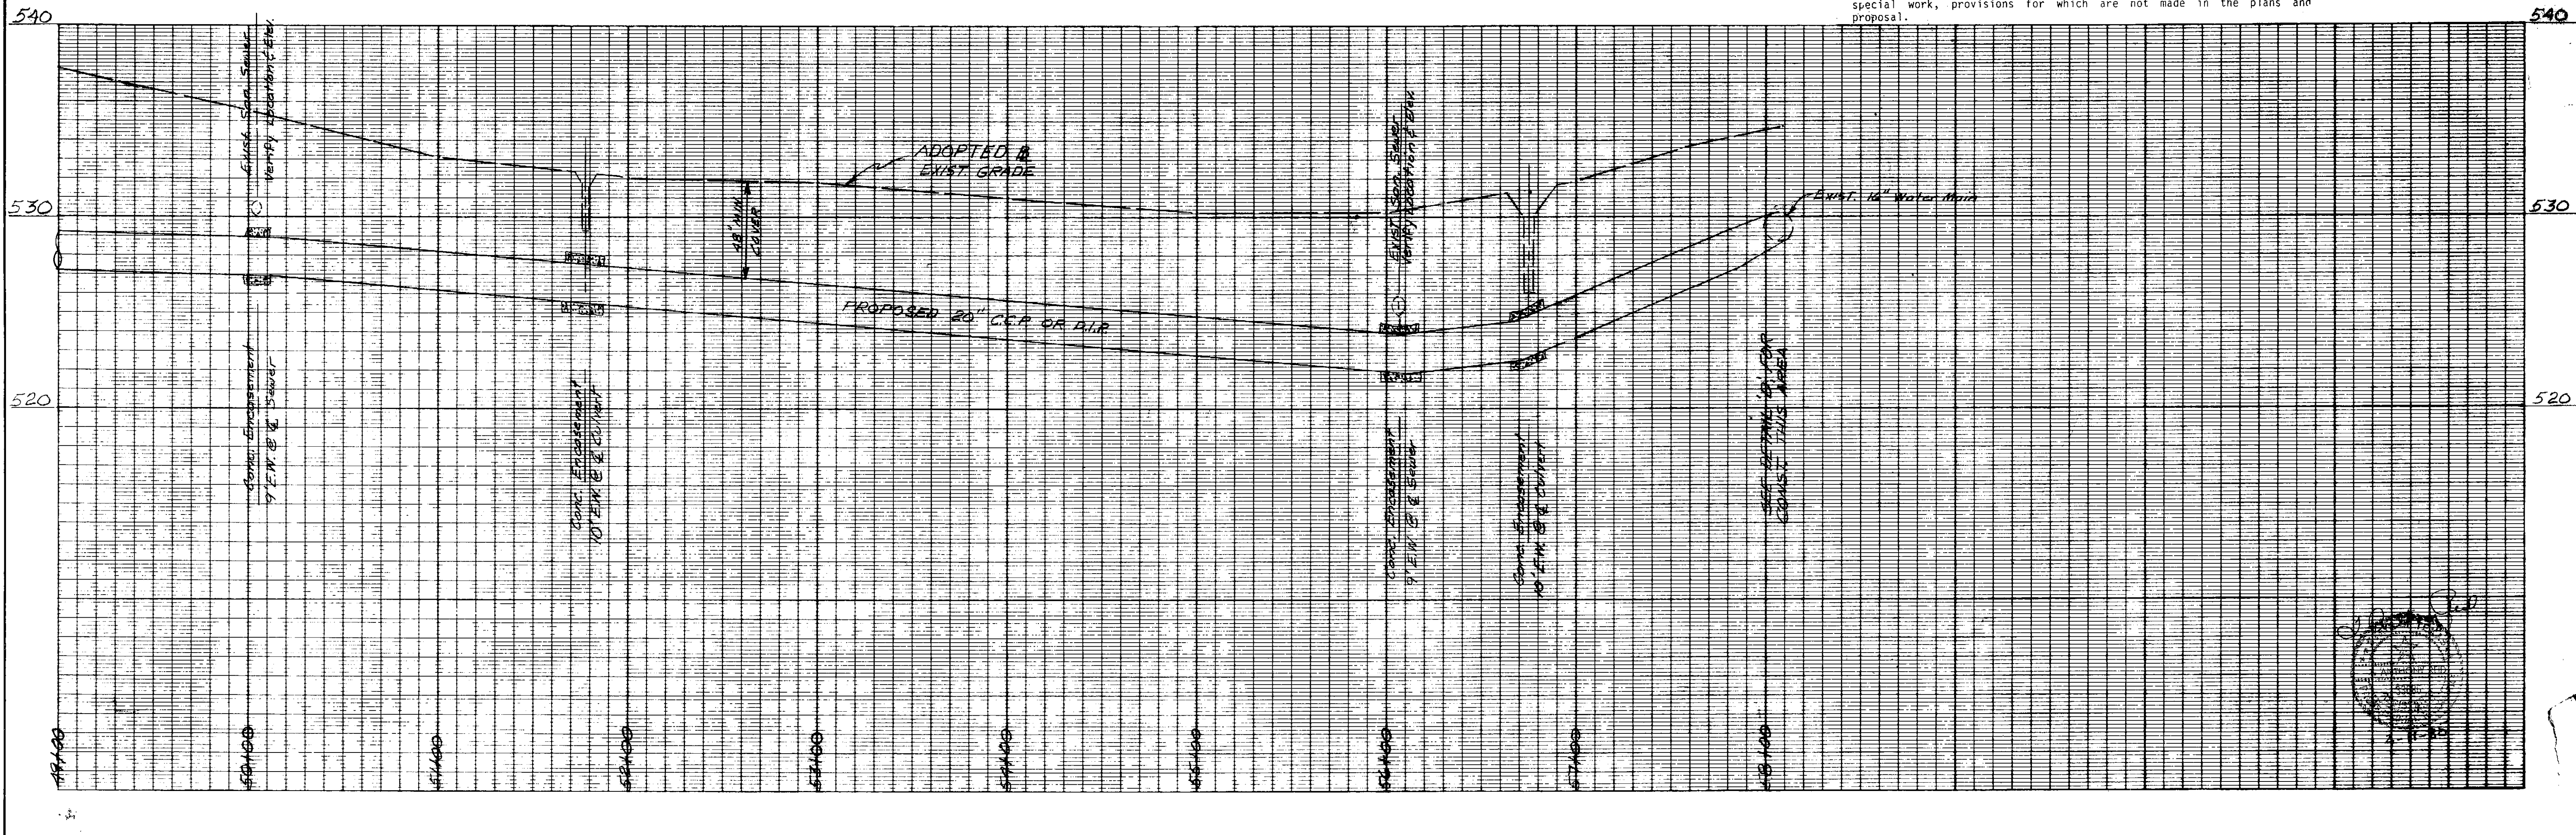 special work, provisions for which are not made in the plans and
proposal.
540
540
Exist. San. Sewer
Verify Location & Elev.
ADOPTED &
EXIST. GRADE
48" MIN.
COVER
Exist. San. Sewer
Verify Location & Elev.
530
530
Exist. 16" Water Main
PROPOSED 20" C.C.P. OR D.I.P.
520
520
Conc. Encasement
9' E.W. @ ℄ Sewer
Conc. Encasement
10' E.W. @ ℄ Culvert
Conc. Encasement
9' E.W. @ ℄ Sewer
Conc. Encasement
10' E.W. @ ℄ Culvert
SEE DETAIL 'B' FOR
CONST. THIS AREA
49+00
50+00
51+00
52+00
53+00
54+00
55+00
56+00
57+00
58+00